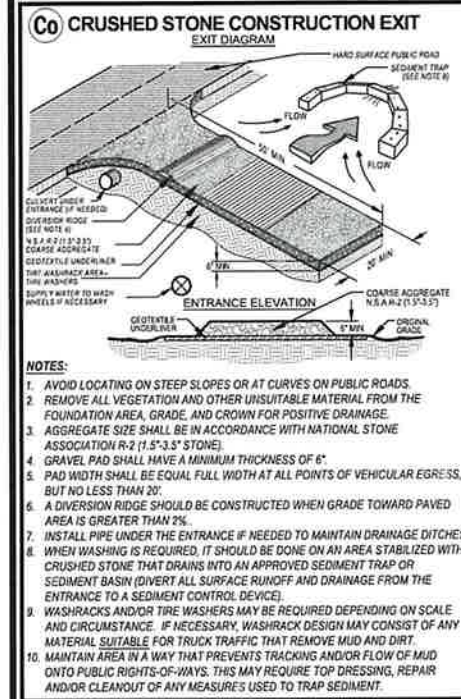 Co CRUSHED STONE CONSTRUCTION EXIT
EXIT DIAGRAM
HARD SURFACE PUBLIC ROAD
SEDIMENT TRAP
(SEE NOTE 8)
FLOW
FLOW
50' MIN.
CULVERT UNDER
ENTRANCE (IF NEEDED)
DIVERSION RIDGE
(SEE NOTE 6)
N.S.A. R-2 (1.5"-3.5")
COARSE AGGREGATE
GEOTEXTILE UNDERLINER
TIRE WASHERS
SUPPLY WATER TO WASH
WHEELS IF NECESSARY
6" MIN.
20' MIN.
ENTRANCE ELEVATION
COARSE AGGREGATE
N.S.A R-2 (1.5"-3.5")
GEOTEXTILE
UNDERLINER
6" MIN.
ORIGINAL
GRADE
NOTES:
1. AVOID LOCATING ON STEEP SLOPES OR AT CURVES ON PUBLIC ROADS.
2. REMOVE ALL VEGETATION AND OTHER UNSUITABLE MATERIAL FROM THE
FOUNDATION AREA, GRADE, AND CROWN FOR POSITIVE DRAINAGE.
3. AGGREGATE SIZE SHALL BE IN ACCORDANCE WITH NATIONAL STONE
ASSOCIATION R-2 (1.5"-3.5" STONE).
4. GRAVEL PAD SHALL HAVE A MINIMUM THICKNESS OF 6".
5. PAD WIDTH SHALL BE EQUAL FULL WIDTH AT ALL POINTS OF VEHICULAR EGRESS,
BUT NO LESS THAN 20'.
6. A DIVERSION RIDGE SHOULD BE CONSTRUCTED WHEN GRADE TOWARD PAVED
AREA IS GREATER THAN 2%.
7. INSTALL PIPE UNDER THE ENTRANCE IF NEEDED TO MAINTAIN DRAINAGE DITCHES
8. WHEN WASHING IS REQUIRED, IT SHOULD BE DONE ON AN AREA STABILIZED WITH
CRUSHED STONE THAT DRAINS INTO AN APPROVED SEDIMENT TRAP OR
SEDIMENT BASIN (DIVERT ALL SURFACE RUNOFF AND DRAINAGE FROM THE
ENTRANCE TO A SEDIMENT CONTROL DEVICE).
9. WASHRACKS AND/OR TIRE WASHERS MAY BE REQUIRED DEPENDING ON SCALE
AND CIRCUMSTANCE. IF NECESSARY, WASHRACK DESIGN MAY CONSIST OF ANY
MATERIAL SUITABLE FOR TRUCK TRAFFIC THAT REMOVE MUD AND DIRT.
10. MAINTAIN AREA IN A WAY THAT PREVENTS TRACKING AND/OR FLOW OF MUD
ONTO PUBLIC RIGHTS-OF-WAYS. THIS MAY REQUIRE TOP DRESSING, REPAIR
AND/OR CLEANOUT OF ANY MEASURES USED TO TRAP SEDIMENT.